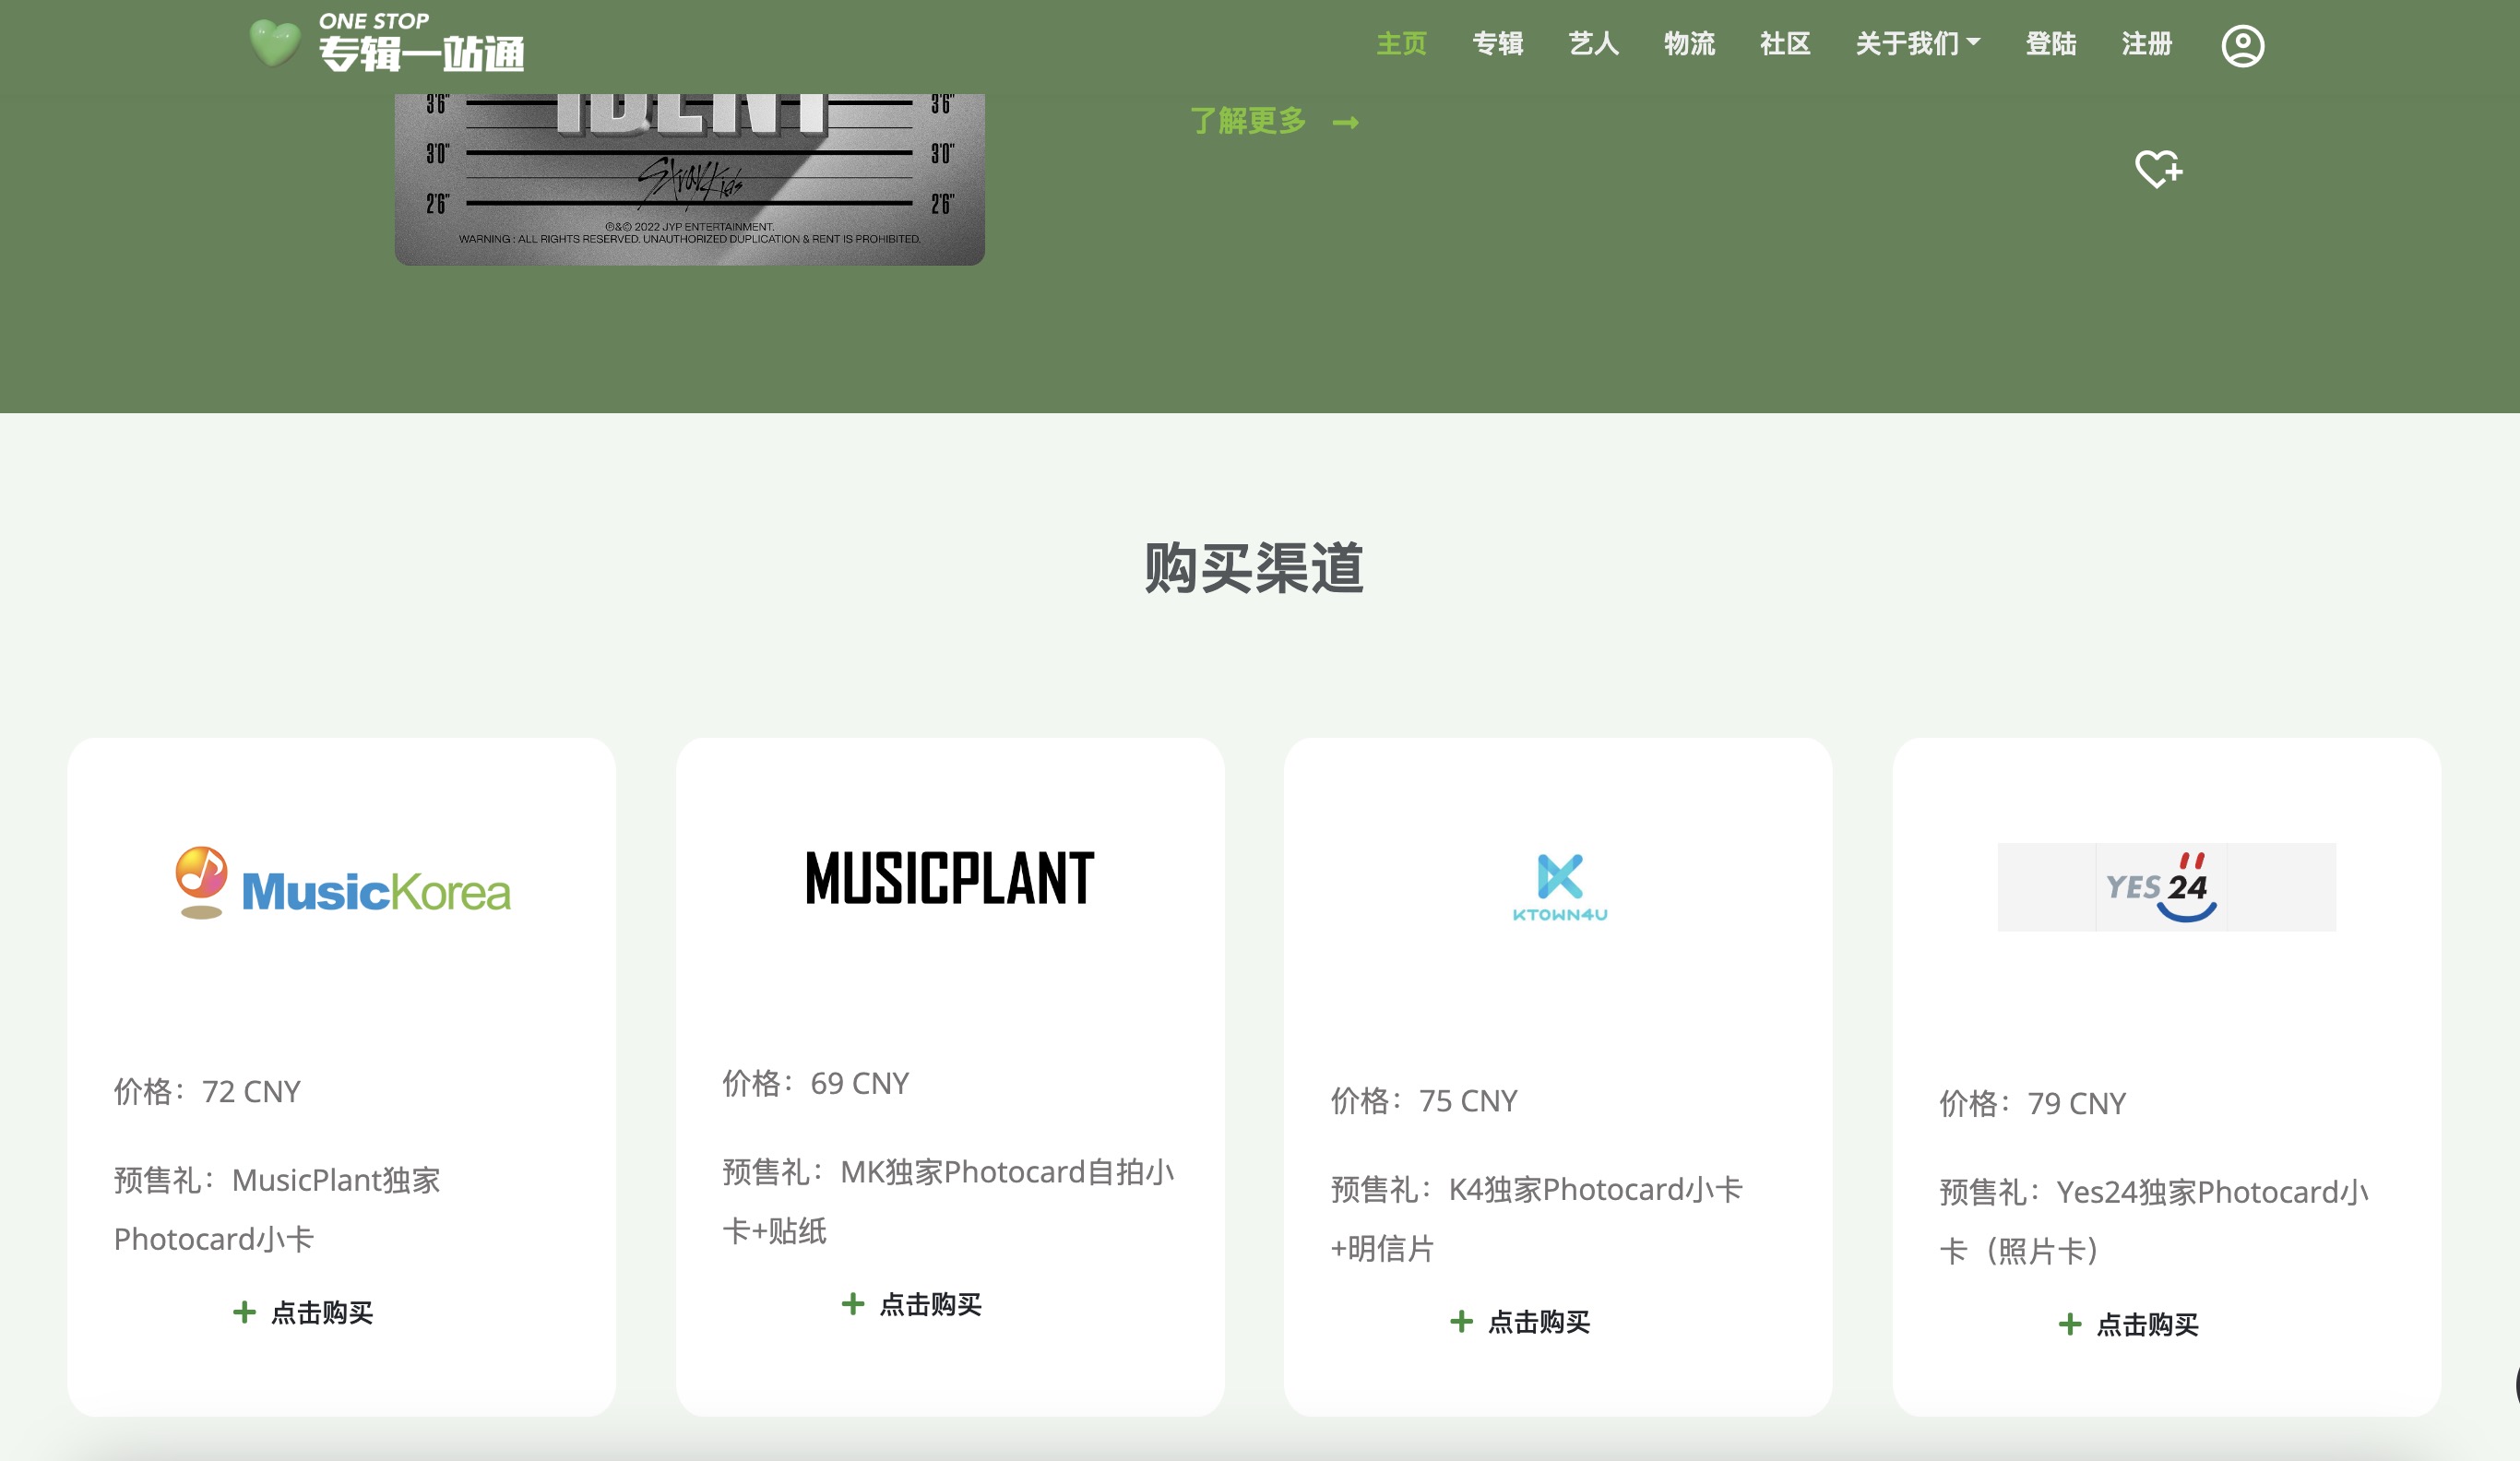 ONE STOP
专辑一站通
主页 专辑 艺人 物流 社区 关于我们 登陆 注册
3'6" 3'6"
3'0" 3'0"
Stray Kids
2'6" 2'6"
℗&© 2022 JYP ENTERTAINMENT.
WARNING : ALL RIGHTS RESERVED. UNAUTHORIZED DUPLICATION & RENT IS PROHIBITED.
了解更多
购买渠道
MusicKorea
价格：72 CNY
预售礼：MusicPlant独家
Photocard小卡
点击购买
MUSICPLANT
价格：69 CNY
预售礼：MK独家Photocard自拍小
卡+贴纸
点击购买
KTOWN4U
价格：75 CNY
预售礼：K4独家Photocard小卡
+明信片
点击购买
YES24
价格：79 CNY
预售礼：Yes24独家Photocard小
卡（照片卡）
点击购买